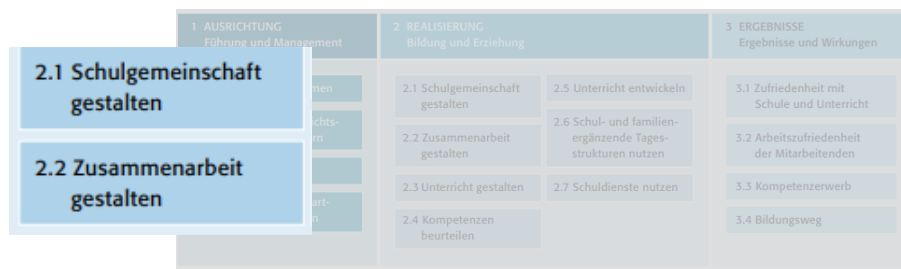 1 AUSRICHTUNG
Führung und Management
2 REALISIERUNG
Bildung und Erziehung
3 ERGEBNISSE
Ergebnisse und Wirkungen
2.1 Schulgemeinschaft
gestalten
2.2 Zusammenarbeit
gestalten
2.1 Schulgemeinschaft
gestalten
2.2 Zusammenarbeit
gestalten
2.3 Unterricht gestalten
2.4 Kompetenzen
beurteilen
2.5 Unterricht entwickeln
2.6 Schul- und familien-
ergänzende Tages-
strukturen nutzen
2.7 Schuldienste nutzen
3.1 Zufriedenheit mit
Schule und Unterricht
3.2 Arbeitszufriedenheit
der Mitarbeitenden
3.3 Kompetenzerwerb
3.4 Bildungsweg